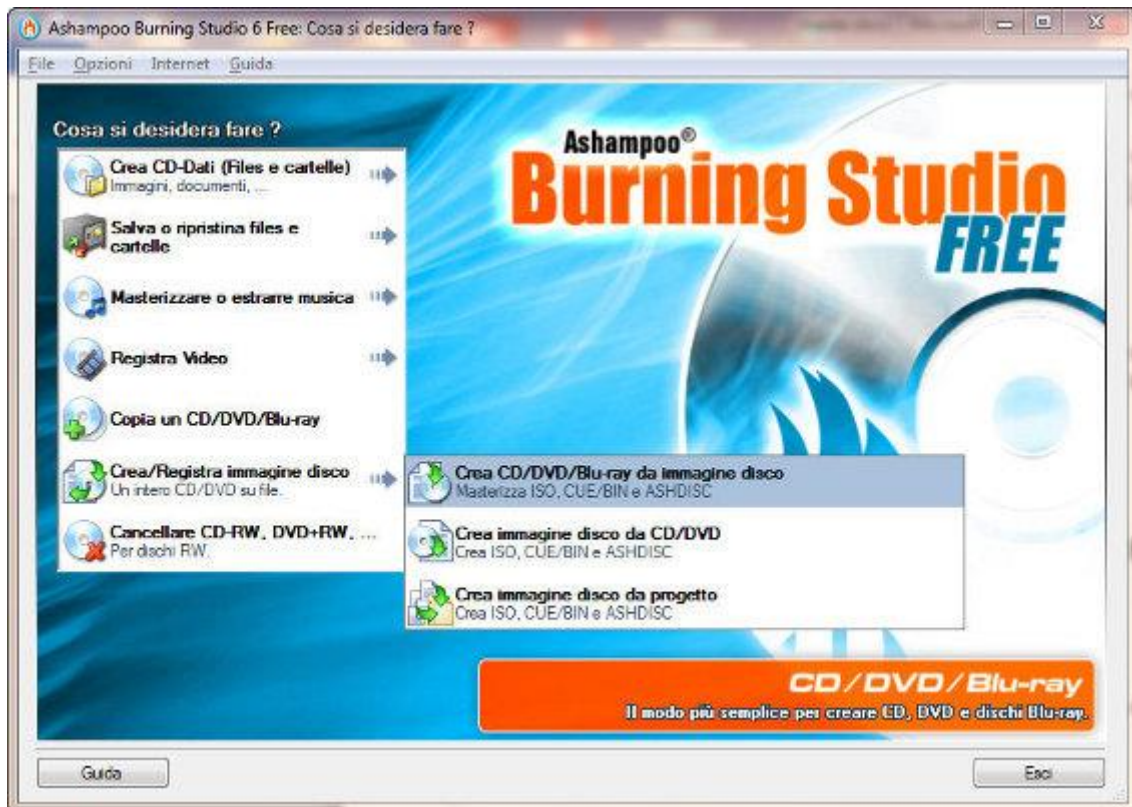 Ashampoo Burning Studio 6 Free: Cosa si desidera fare ?
File Opzioni Internet Guida
Cosa si desidera fare ?
Crea CD-Dati (Files e cartelle)
Immagini, documenti, ...
Salva o ripristina files e
cartelle
Masterizzare o estrarre musica
Registra Video
Copia un CD/DVD/Blu-ray
Crea/Registra immagine disco
Un intero CD/DVD su file.
Cancellare CD-RW, DVD+RW, ...
Per dischi RW.
Ashampoo®
Burning Studio
FREE
Crea CD/DVD/Blu-ray da immagine disco
Masterizza ISO, CUE/BIN e ASHDISC
Crea immagine disco da CD/DVD
Crea ISO, CUE/BIN e ASHDISC
Crea immagine disco da progetto
Crea ISO, CUE/BIN e ASHDISC
CD/DVD/Blu-ray
Il modo più semplice per creare CD, DVD e dischi Blu-ray.
Guida
Esci